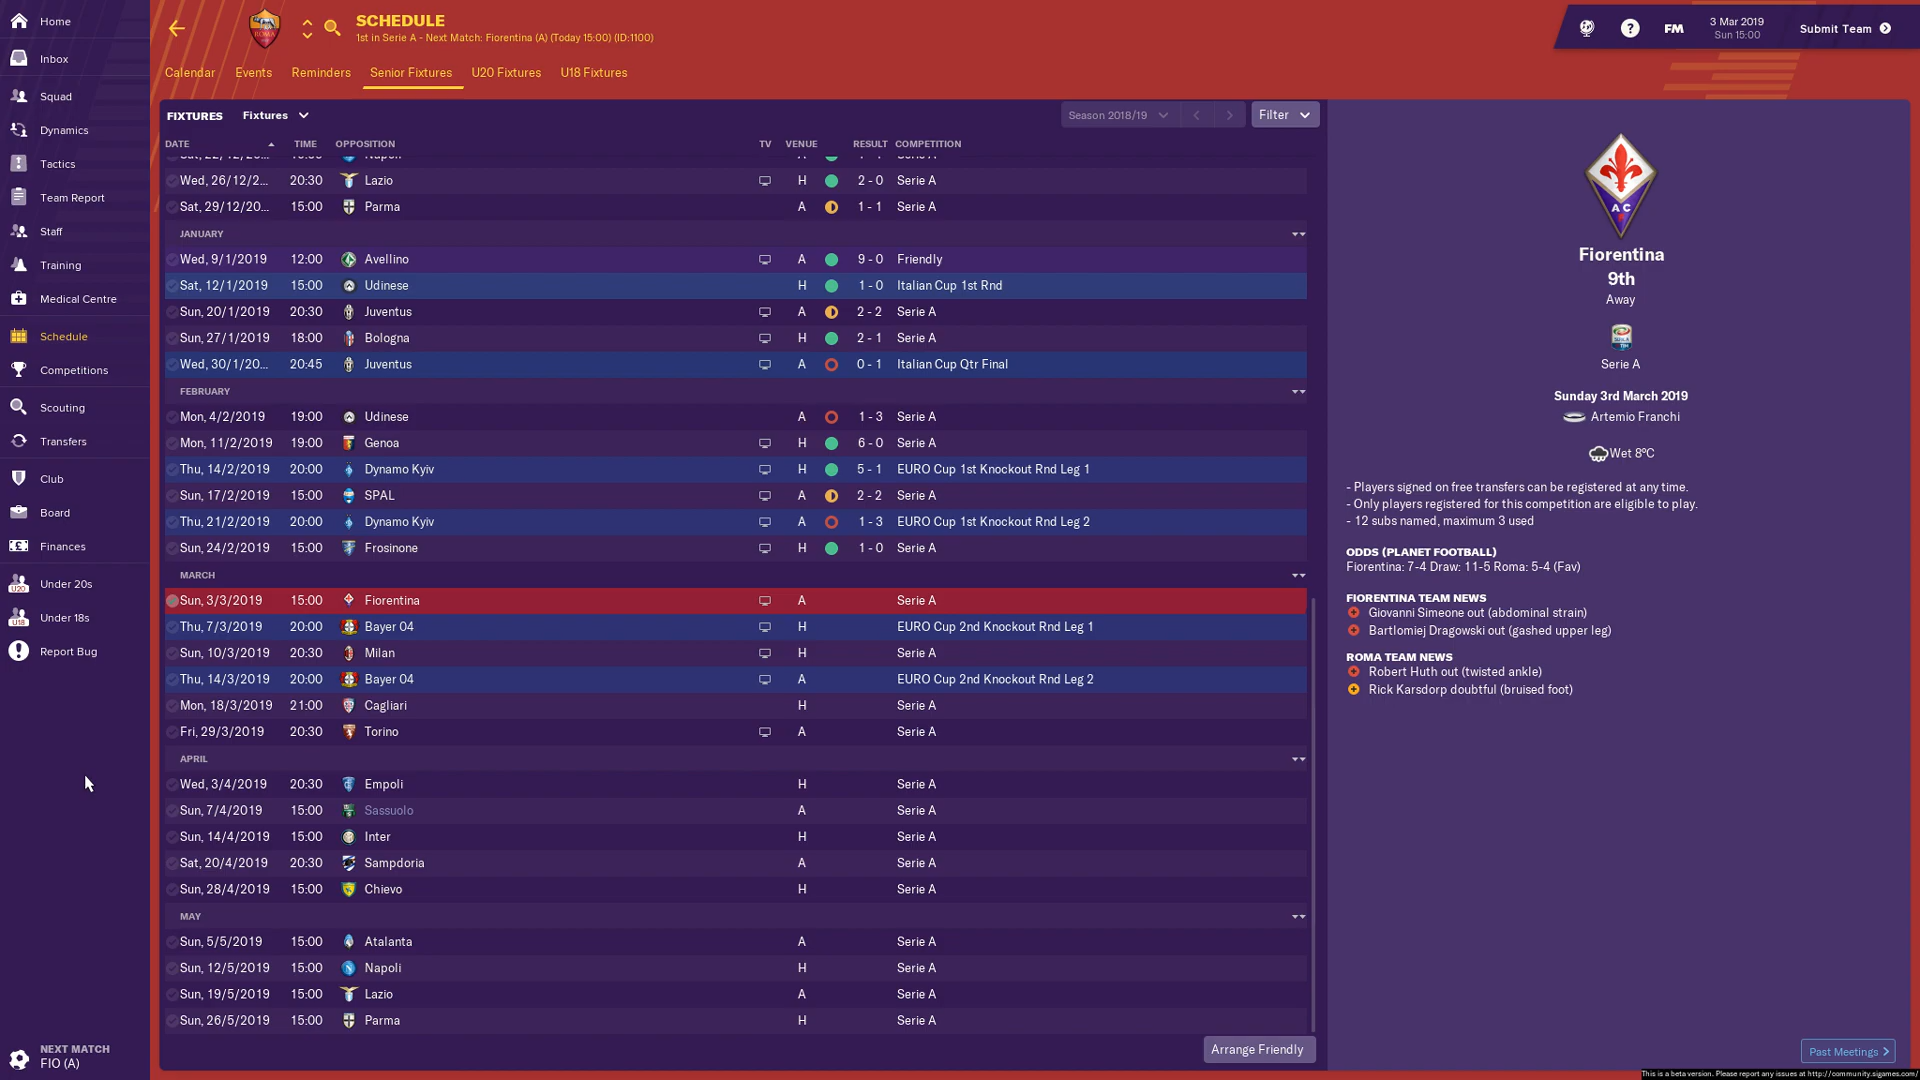 Home
Inbox
Squad
Dynamics
Tactics
Team Report
Staff
Training
Medical Centre
Schedule
Competitions
Scouting
Transfers
Club
Board
Finances
Under 20s
Under 18s
Report Bug
NEXT MATCH
FIO (A)
SCHEDULE
1st in Serie A - Next Match: Fiorentina (A) (Today 15:00) (ID:1100)
FM
3 Mar 2019
Sun 15:00
Submit Team
Calendar Events Reminders Senior Fixtures U20 Fixtures U18 Fixtures
FIXTURES Fixtures Season 2018/19 Filter
DATE TIME OPPOSITION TV VENUE RESULT COMPETITION
Wed, 26/12/2... 20:30 Lazio H 2 - 0 Serie A
Sat, 29/12/20... 15:00 Parma A 1 - 1 Serie A
JANUARY
Wed, 9/1/2019 12:00 Avellino A 9 - 0 Friendly
Sat, 12/1/2019 15:00 Udinese H 1 - 0 Italian Cup 1st Rnd
Sun, 20/1/2019 20:30 Juventus A 2 - 2 Serie A
Sun, 27/1/2019 18:00 Bologna H 2 - 1 Serie A
Wed, 30/1/20... 20:45 Juventus A 0 - 1 Italian Cup Qtr Final
FEBRUARY
Mon, 4/2/2019 19:00 Udinese A 1 - 3 Serie A
Mon, 11/2/2019 19:00 Genoa H 6 - 0 Serie A
Thu, 14/2/2019 20:00 Dynamo Kyiv H 5 - 1 EURO Cup 1st Knockout Rnd Leg 1
Sun, 17/2/2019 15:00 SPAL A 2 - 2 Serie A
Thu, 21/2/2019 20:00 Dynamo Kyiv A 1 - 3 EURO Cup 1st Knockout Rnd Leg 2
Sun, 24/2/2019 15:00 Frosinone H 1 - 0 Serie A
MARCH
Sun, 3/3/2019 15:00 Fiorentina A Serie A
Thu, 7/3/2019 20:00 Bayer 04 H EURO Cup 2nd Knockout Rnd Leg 1
Sun, 10/3/2019 20:30 Milan H Serie A
Thu, 14/3/2019 20:00 Bayer 04 A EURO Cup 2nd Knockout Rnd Leg 2
Mon, 18/3/2019 21:00 Cagliari H Serie A
Fri, 29/3/2019 20:30 Torino A Serie A
APRIL
Wed, 3/4/2019 20:30 Empoli H Serie A
Sun, 7/4/2019 15:00 Sassuolo A Serie A
Sun, 14/4/2019 15:00 Inter H Serie A
Sat, 20/4/2019 20:30 Sampdoria A Serie A
Sun, 28/4/2019 15:00 Chievo H Serie A
MAY
Sun, 5/5/2019 15:00 Atalanta A Serie A
Sun, 12/5/2019 15:00 Napoli H Serie A
Sun, 19/5/2019 15:00 Lazio A Serie A
Sun, 26/5/2019 15:00 Parma H Serie A
Arrange Friendly
AC
Fiorentina
9th
Away
Serie A
Sunday 3rd March 2019
Artemio Franchi
Wet 8ºC
- Players signed on free transfers can be registered at any time.
- Only players registered for this competition are eligible to play.
- 12 subs named, maximum 3 used
ODDS (PLANET FOOTBALL)
Fiorentina: 7-4 Draw: 11-5 Roma: 5-4 (Fav)
FIORENTINA TEAM NEWS
Giovanni Simeone out (abdominal strain)
Bartlomiej Dragowski out (gashed upper leg)
ROMA TEAM NEWS
Robert Huth out (twisted ankle)
Rick Karsdorp doubtful (bruised foot)
Past Meetings
This is a beta version. Please report any issues at http://community.sigames.com/